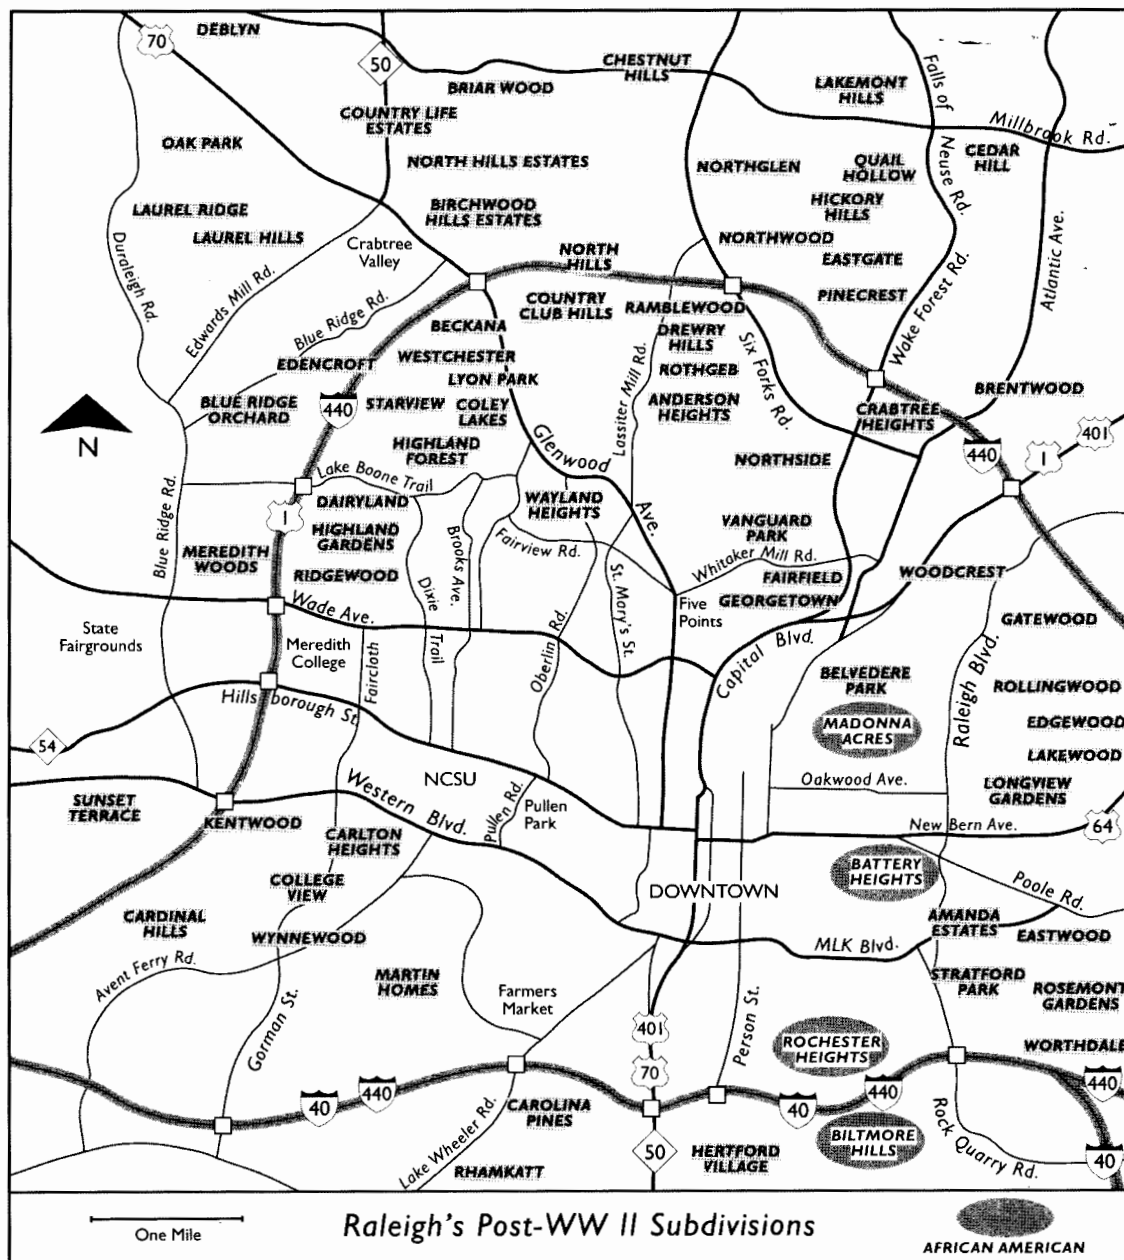 DEBLYN
70
50
CHESTNUT
HILLS
BRIAR WOOD
LAKEMONT
HILLS
Falls of
Neuse Rd.
Millbrook Rd.
COUNTRY LIFE
ESTATES
OAK PARK
NORTH HILLS ESTATES
NORTHGLEN
QUAIL
HOLLOW
CEDAR
HILL
LAUREL RIDGE
BIRCHWOOD
HILLS ESTATES
HICKORY
HILLS
LAUREL HILLS
Crabtree
Valley
NORTH
HILLS
NORTHWOOD
EASTGATE
Atlantic Ave.
Duraleigh Rd.
Edwards Mill Rd.
Blue Ridge Rd.
COUNTRY
CLUB HILLS
RAMBLEWOOD
PINECREST
Wake Forest Rd.
BECKANA
DREWRY
HILLS
Six Forks Rd.
EDENCROFT
WESTCHESTER
LYON PARK
Lassiter Mill Rd.
ROTHGEB
BRENTWOOD
BLUE RIDGE
ORCHARD
440
STARVIEW
COLEY
LAKES
ANDERSON
HEIGHTS
CRABTREE
HEIGHTS
N
HIGHLAND
FOREST
Glenwood
Ave.
NORTHSIDE
440
1
401
Lake Boone Trail
DAIRYLAND
WAYLAND
HEIGHTS
1
HIGHLAND
GARDENS
Brooks Ave.
Fairview Rd.
VANGUARD
PARK
Blue Ridge Rd.
MEREDITH
WOODS
RIDGEWOOD
Dixie
Trail
Whitaker Mill Rd.
FAIRFIELD
WOODCREST
St. Mary's St.
GEORGETOWN
Wade Ave.
Five
Points
GATEWOOD
State
Fairgrounds
Meredith
College
Faircloth
Oberlin Rd.
Capital Blvd.
Raleigh Blvd.
BELVEDERE
PARK
ROLLINGWOOD
Hillsborough St.
MADONNA
ACRES
EDGEWOOD
54
LAKEWOOD
NCSU
Oakwood Ave.
LONGVIEW
GARDENS
SUNSET
TERRACE
KENTWOOD
Western Blvd.
Pullen Rd.
Pullen
Park
New Bern Ave.
64
CARLTON
HEIGHTS
BATTERY
HEIGHTS
Poole Rd.
COLLEGE
VIEW
DOWNTOWN
CARDINAL
HILLS
AMANDA
ESTATES
EASTWOOD
WYNNEWOOD
MLK Blvd.
Avent Ferry Rd.
MARTIN
HOMES
Farmers
Market
STRATFORD
PARK
ROSEMONT
GARDENS
Gorman St.
401
Person St.
ROCHESTER
HEIGHTS
WORTHDALE
70
40
440
40
440
440
Lake Wheeler Rd.
CAROLINA
PINES
50
BILTMORE
HILLS
Rock Quarry Rd.
40
RHAMKATT
HERTFORD
VILLAGE
One Mile
Raleigh's Post-WW II Subdivisions
AFRICAN AMERICAN